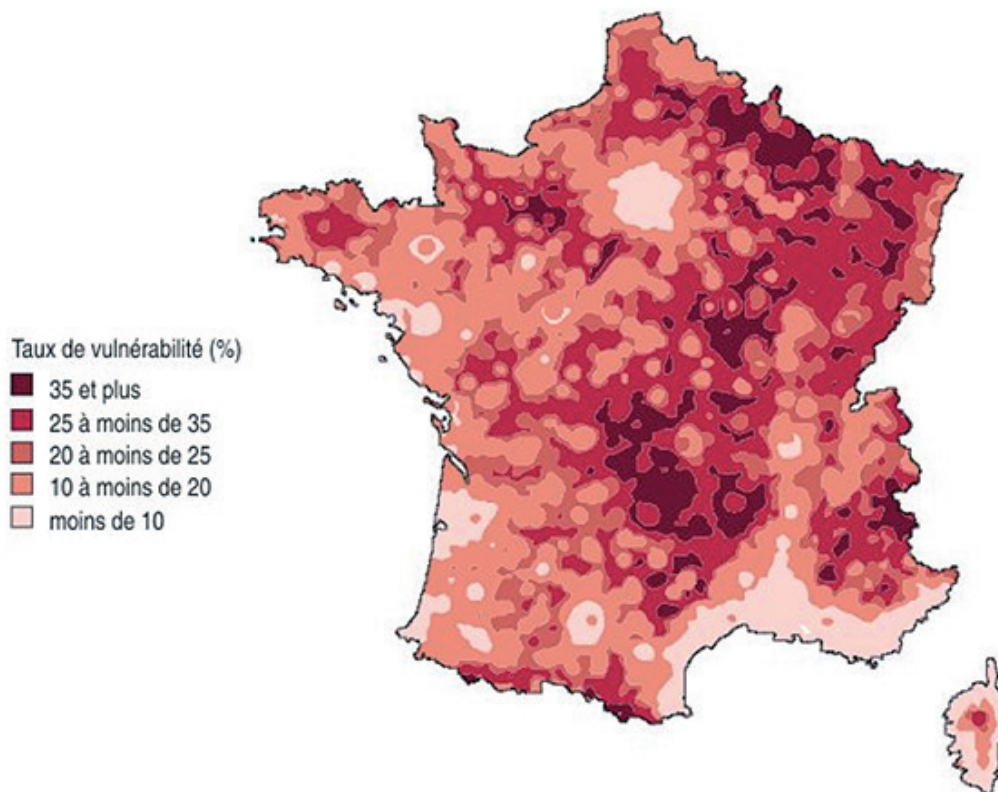 Taux de vulnérabilité (%)
35 et plus
25 à moins de 35
20 à moins de 25
10 à moins de 20
moins de 10